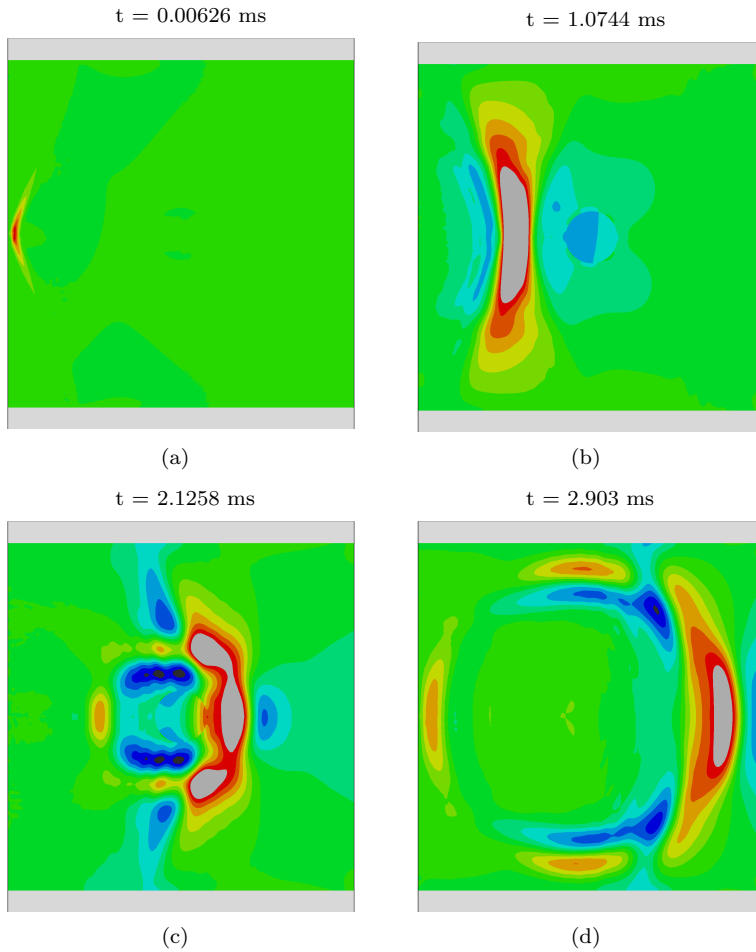 t = 0.00626 ms
t = 1.0744 ms
(a)
(b)
t = 2.1258 ms
t = 2.903 ms
(c)
(d)